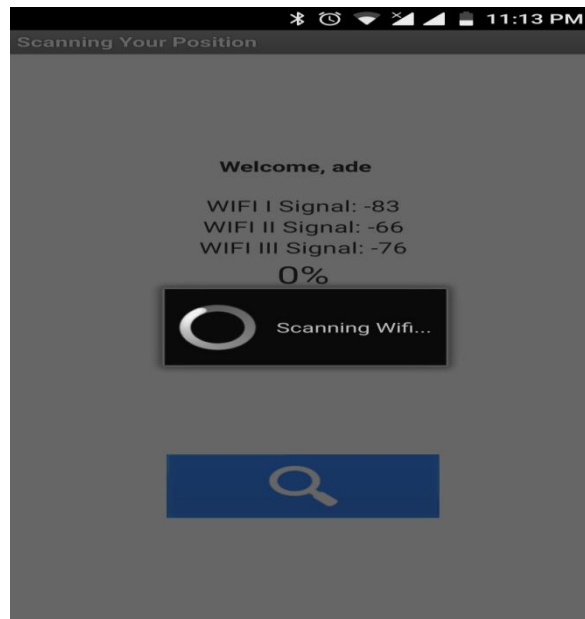 11:13 PM
Scanning Your Position
Welcome, ade
WIFI I Signal: -83
WIFI II Signal: -66
WIFI III Signal: -76
0%
Scanning Wifi...